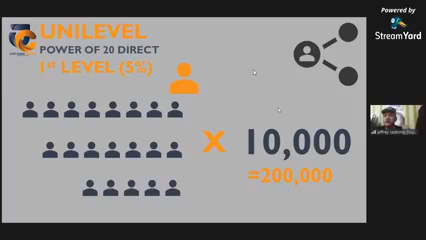 UNILEVEL
POWER OF 20 DIRECT
1ST LEVEL (5%)
X 10,000
=200,000
Powered by
StreamYard